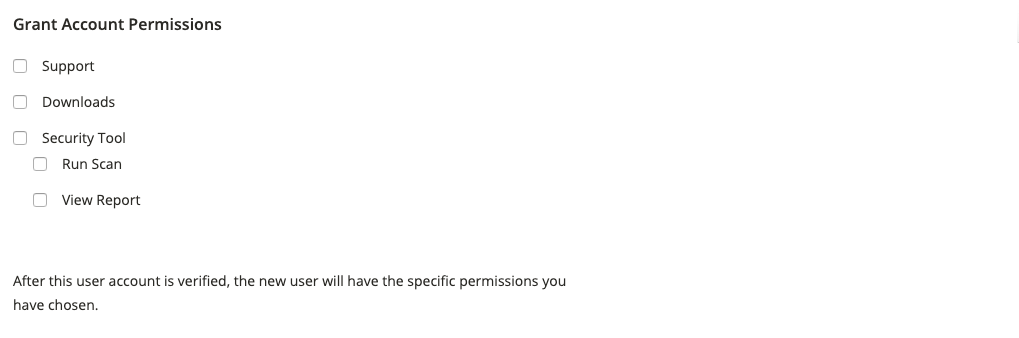 Grant Account Permissions
Support
Downloads
Security Tool
Run Scan
View Report
After this user account is verified, the new user will have the specific permissions you
have chosen.